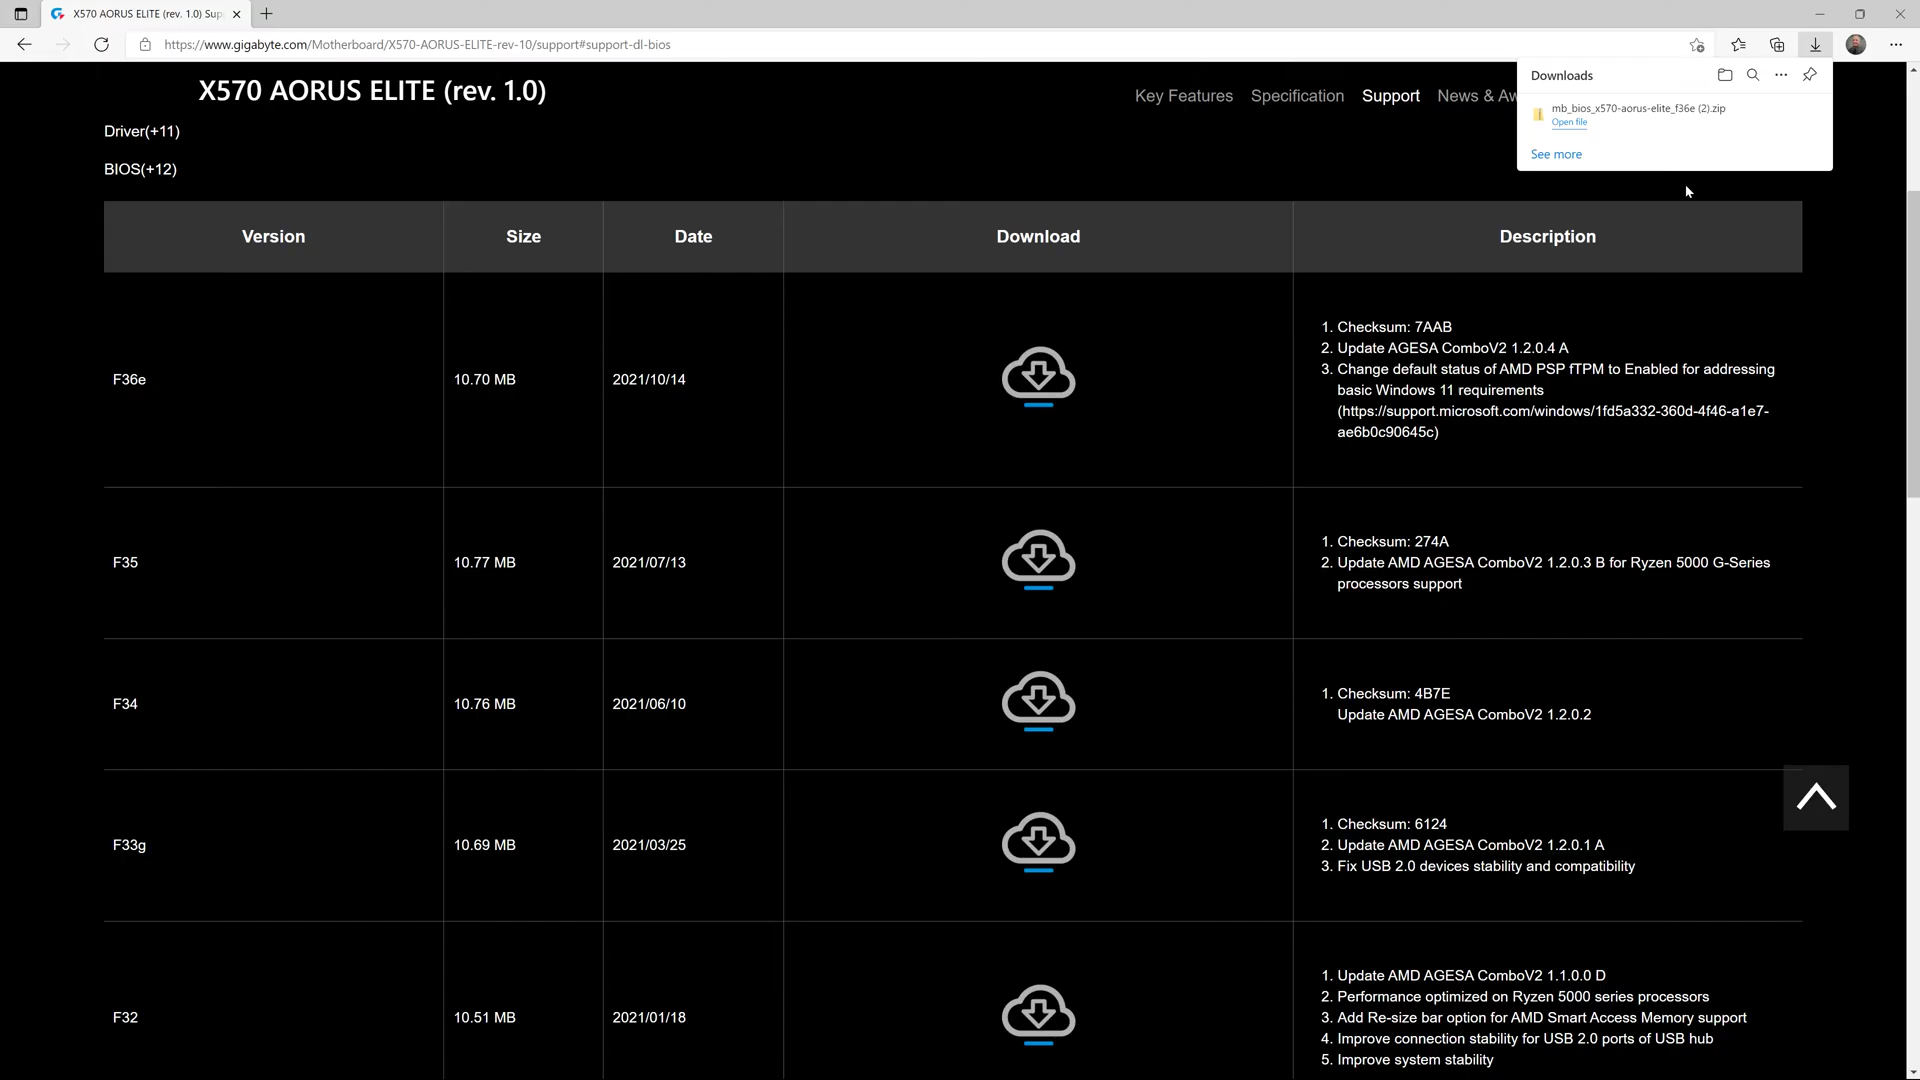 X570 AORUS ELITE (rev. 1.0) Sup
https://www.gigabyte.com/Motherboard/X570-AORUS-ELITE-rev-10/support#support-dl-bios
X570 AORUS ELITE (rev. 1.0)
Key Features Specification Support News & Aw
Downloads
mb_bios_x570-aorus-elite_f36e (2).zip
Open file
See more
Driver(+11)
BIOS(+12)
Version Size Date Download Description
F36e 10.70 MB 2021/10/14
1. Checksum: 7AAB
2. Update AGESA ComboV2 1.2.0.4 A
3. Change default status of AMD PSP fTPM to Enabled for addressing
basic Windows 11 requirements
(https://support.microsoft.com/windows/1fd5a332-360d-4f46-a1e7-
ae6b0c90645c)
F35 10.77 MB 2021/07/13
1. Checksum: 274A
2. Update AMD AGESA ComboV2 1.2.0.3 B for Ryzen 5000 G-Series
processors support
F34 10.76 MB 2021/06/10
1. Checksum: 4B7E
Update AMD AGESA ComboV2 1.2.0.2
F33g 10.69 MB 2021/03/25
1. Checksum: 6124
2. Update AMD AGESA ComboV2 1.2.0.1 A
3. Fix USB 2.0 devices stability and compatibility
F32 10.51 MB 2021/01/18
1. Update AMD AGESA ComboV2 1.1.0.0 D
2. Performance optimized on Ryzen 5000 series processors
3. Add Re-size bar option for AMD Smart Access Memory support
4. Improve connection stability for USB 2.0 ports of USB hub
5. Improve system stability